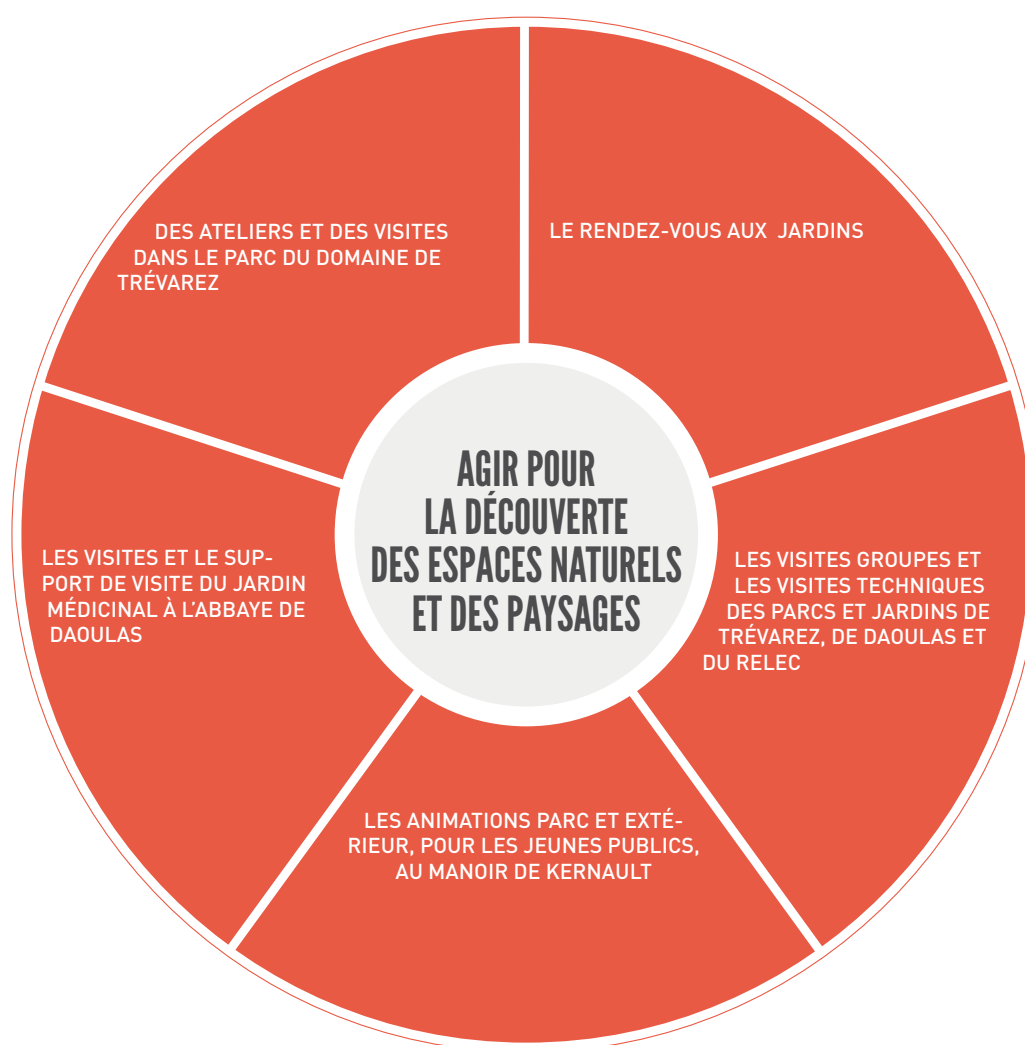 DES ATELIERS ET DES VISITES
DANS LE PARC DU DOMAINE DE
TRÉVAREZ
LE RENDEZ-VOUS AUX JARDINS
AGIR POUR
LA DÉCOUVERTE
DES ESPACES NATURELS
ET DES PAYSAGES
LES VISITES ET LE SUP-
PORT DE VISITE DU JARDIN
MÉDICINAL À L'ABBAYE DE
DAOULAS
LES VISITES GROUPES ET
LES VISITES TECHNIQUES
DES PARCS ET JARDINS DE
TRÉVAREZ, DE DAOULAS ET
DU RELEC
LES ANIMATIONS PARC ET EXTÉ-
RIEUR, POUR LES JEUNES PUBLICS,
AU MANOIR DE KERNAULT